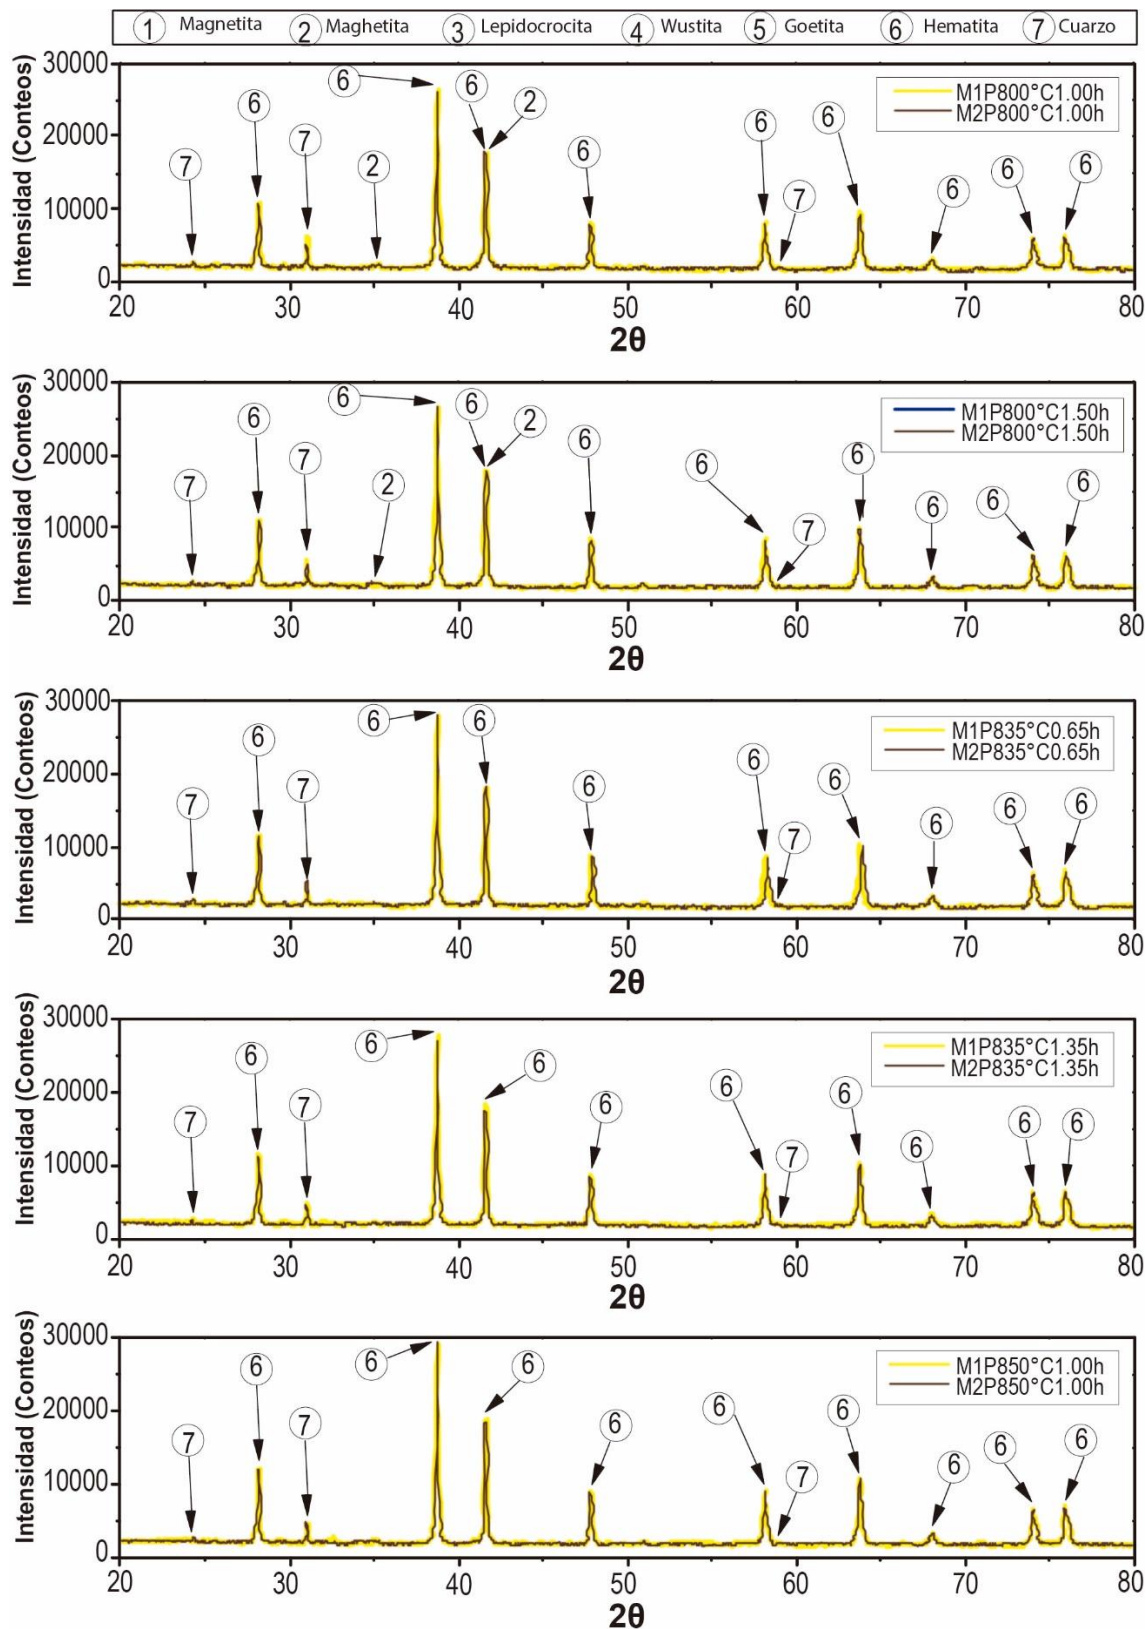 1 Magnetita 2 Maghetita 3 Lepidocrocita 4 Wustita 5 Goetita 6 Hematita 7 Cuarzo
Intensidad (Conteos)
30000
20000
10000
0
7 6 7 2 6 6 2 6 6 7 6 6 6 6
M1P800°C1.00h
M2P800°C1.00h
20 30 40 50 60 70 80
2θ
Intensidad (Conteos)
30000
20000
10000
0
7 6 7 2 6 6 2 6 6 7 6 6 6 6
M1P800°C1.50h
M2P800°C1.50h
20 30 40 50 60 70 80
2θ
Intensidad (Conteos)
30000
20000
10000
0
7 6 7 6 6 6 6 7 6 6 6 6
M1P835°C0.65h
M2P835°C0.65h
20 30 40 50 60 70 80
2θ
Intensidad (Conteos)
30000
20000
10000
0
7 6 7 6 6 6 6 7 6 6 6 6
M1P835°C1.35h
M2P835°C1.35h
20 30 40 50 60 70 80
2θ
Intensidad (Conteos)
30000
20000
10000
0
7 6 7 6 6 6 6 7 6 6 6 6
M1P850°C1.00h
M2P850°C1.00h
20 30 40 50 60 70 80
2θ